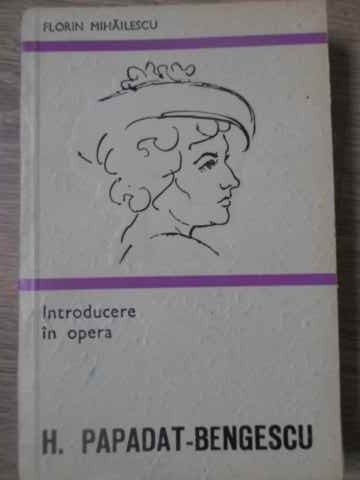 FLORIN MIHĂILESCU
Introducere
în opera
H. PAPADAT-BENGESCU